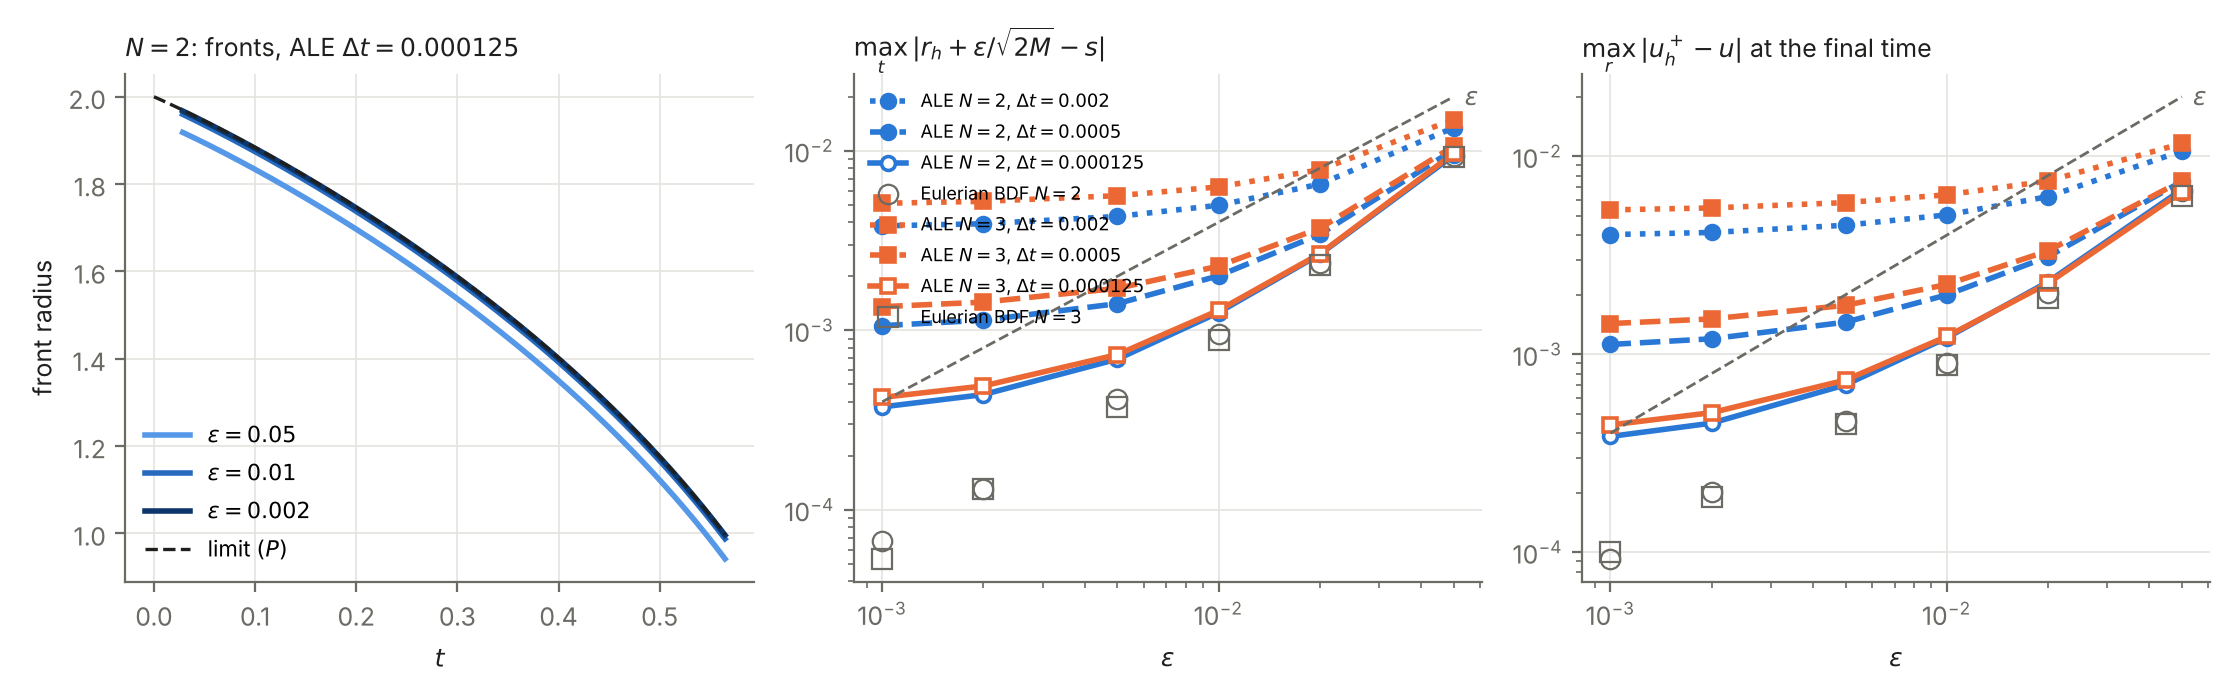 N = 2: fronts, ALE Δt = 0.000125
front radius
2.0
1.8
1.6
1.4
1.2
1.0
ε = 0.05
ε = 0.01
ε = 0.002
limit (P)
0.0 0.1 0.2 0.3 0.4 0.5
t
max |r_h + ε/√2M − s|
t
ALE N = 2, Δt = 0.002
ALE N = 2, Δt = 0.0005
ALE N = 2, Δt = 0.000125
Eulerian BDF N = 2
ALE N = 3, Δt = 0.002
ALE N = 3, Δt = 0.0005
ALE N = 3, Δt = 0.000125
Eulerian BDF N = 3
ε
10⁻²
10⁻³
10⁻⁴
10⁻³ 10⁻²
ε
max |u_h^+ − u| at the final time
r
ε
10⁻²
10⁻³
10⁻⁴
10⁻³ 10⁻²
ε